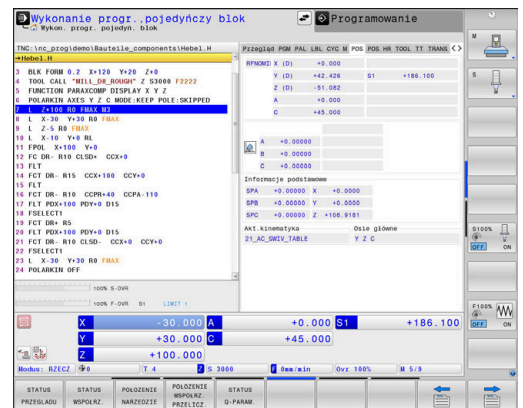 Wykonanie progr.,pojedyńczy blok
Wykon. progr. pojedyn. blok
Programowanie
TNC:\nc_prog\demo\Bauteile_components\Hebel.H
→Hebel.H
3 BLK FORM 0.2 X+120 Y+20 Z+0
4 TOOL CALL "MILL_D8_ROUGH" Z S3000 F2222
5 FUNCTION PARAXCOMP DISPLAY X Y Z
6 POLARKIN AXES Y Z C MODE:KEEP POLE:SKIPPED
7 L Z+100 R0 FMAX M3
8 L X-30 Y+30 R0 FMAX
9 L Z-5 R0 FMAX
10 L X-10 Y+0 RL
11 FPOL X+100 Y+0
12 FC DR- R10 CLSD+ CCX+0
13 FLT
14 FCT DR- R15 CCX+100 CCY+0
15 FLT
16 FCT DR- R10 CCPR+40 CCPA-110
17 FLT PDX+100 PDY+0 D15
18 FSELECT1
19 FCT DR+ R5
20 FLT PDX+100 PDY+0 D15
21 FCT DR- R10 CLSD- CCX+0 CCY+0
22 FSELECT1
23 L X-30 Y+30 R0 FMAX
24 POLARKIN OFF
100% S-OVR
100% F-OVR S1 LIMIT 1
Przegląd PGM PAL LBL CYC M POS POS HR TOOL TT TRANS
RFNOMI X (D) +0.000
Y (D) +42.426 S1 +186.100
Z (D) -51.082
A +0.000
C +45.000
A +0.00000
B +0.00000
C +0.00000
Informacje podstawowe
SPA +0.00000 X +0.0000
SPB +0.00000 Y +0.0000
SPC +0.00000 Z +108.9181
Akt.kinematyka Osie główne
21_AC_SWIV_TABLE Y Z C
X -30.000 A +0.000 S1 +186.100
Y +30.000 C +45.000
Z +100.000
Modus: RZECZ 0 T 4 Z S 3000 F 0mm/min Ovr 100% M 5/9
STATUS PRZEGLĄDU
STATUS WSPÓŁRZ.
POŁOŻENIE NARZĘDZIE
POŁOŻENIE WSPÓŁRZ. PRZELICZ.
STATUS Q-PARAM.
M
S
S100%
OFF ON
F100%
OFF ON